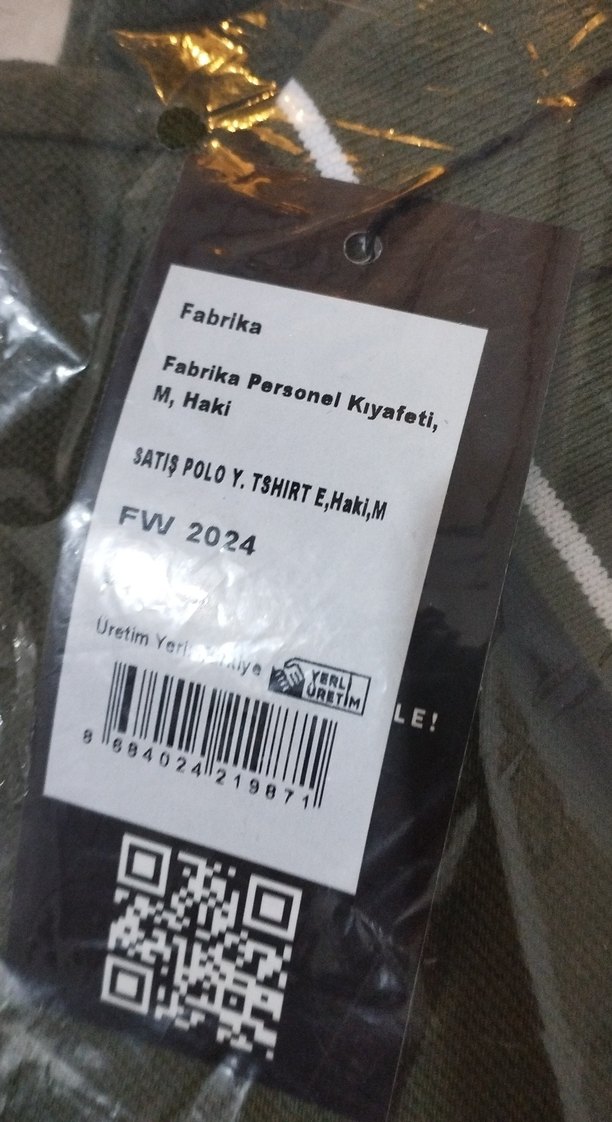 Fabrika
Fabrika Personel Kıyafeti,
M, Haki
SATIŞ POLO Y. TSHIRT E,Haki,M
FW 2024
Üretim Yeri
YERLİ
ÜRETİM
LE!
8 684024 219871